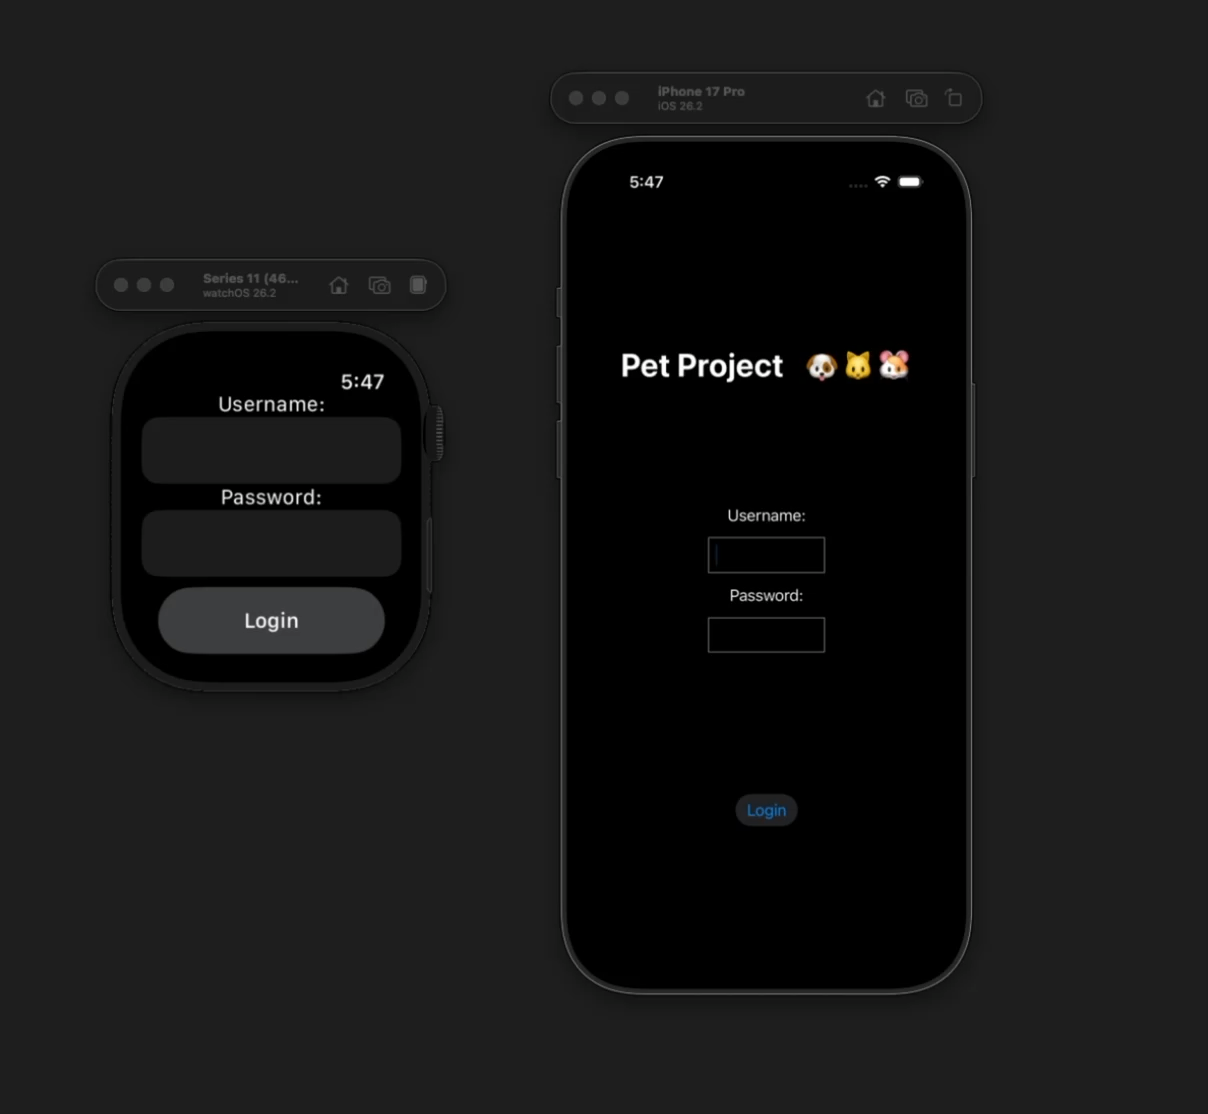 Series 11 (46...
watchOS 26.2
5:47
Username:
Password:
Login
iPhone 17 Pro
iOS 26.2
5:47
Pet Project 🐶🐱🐹
Username:
Password:
Login